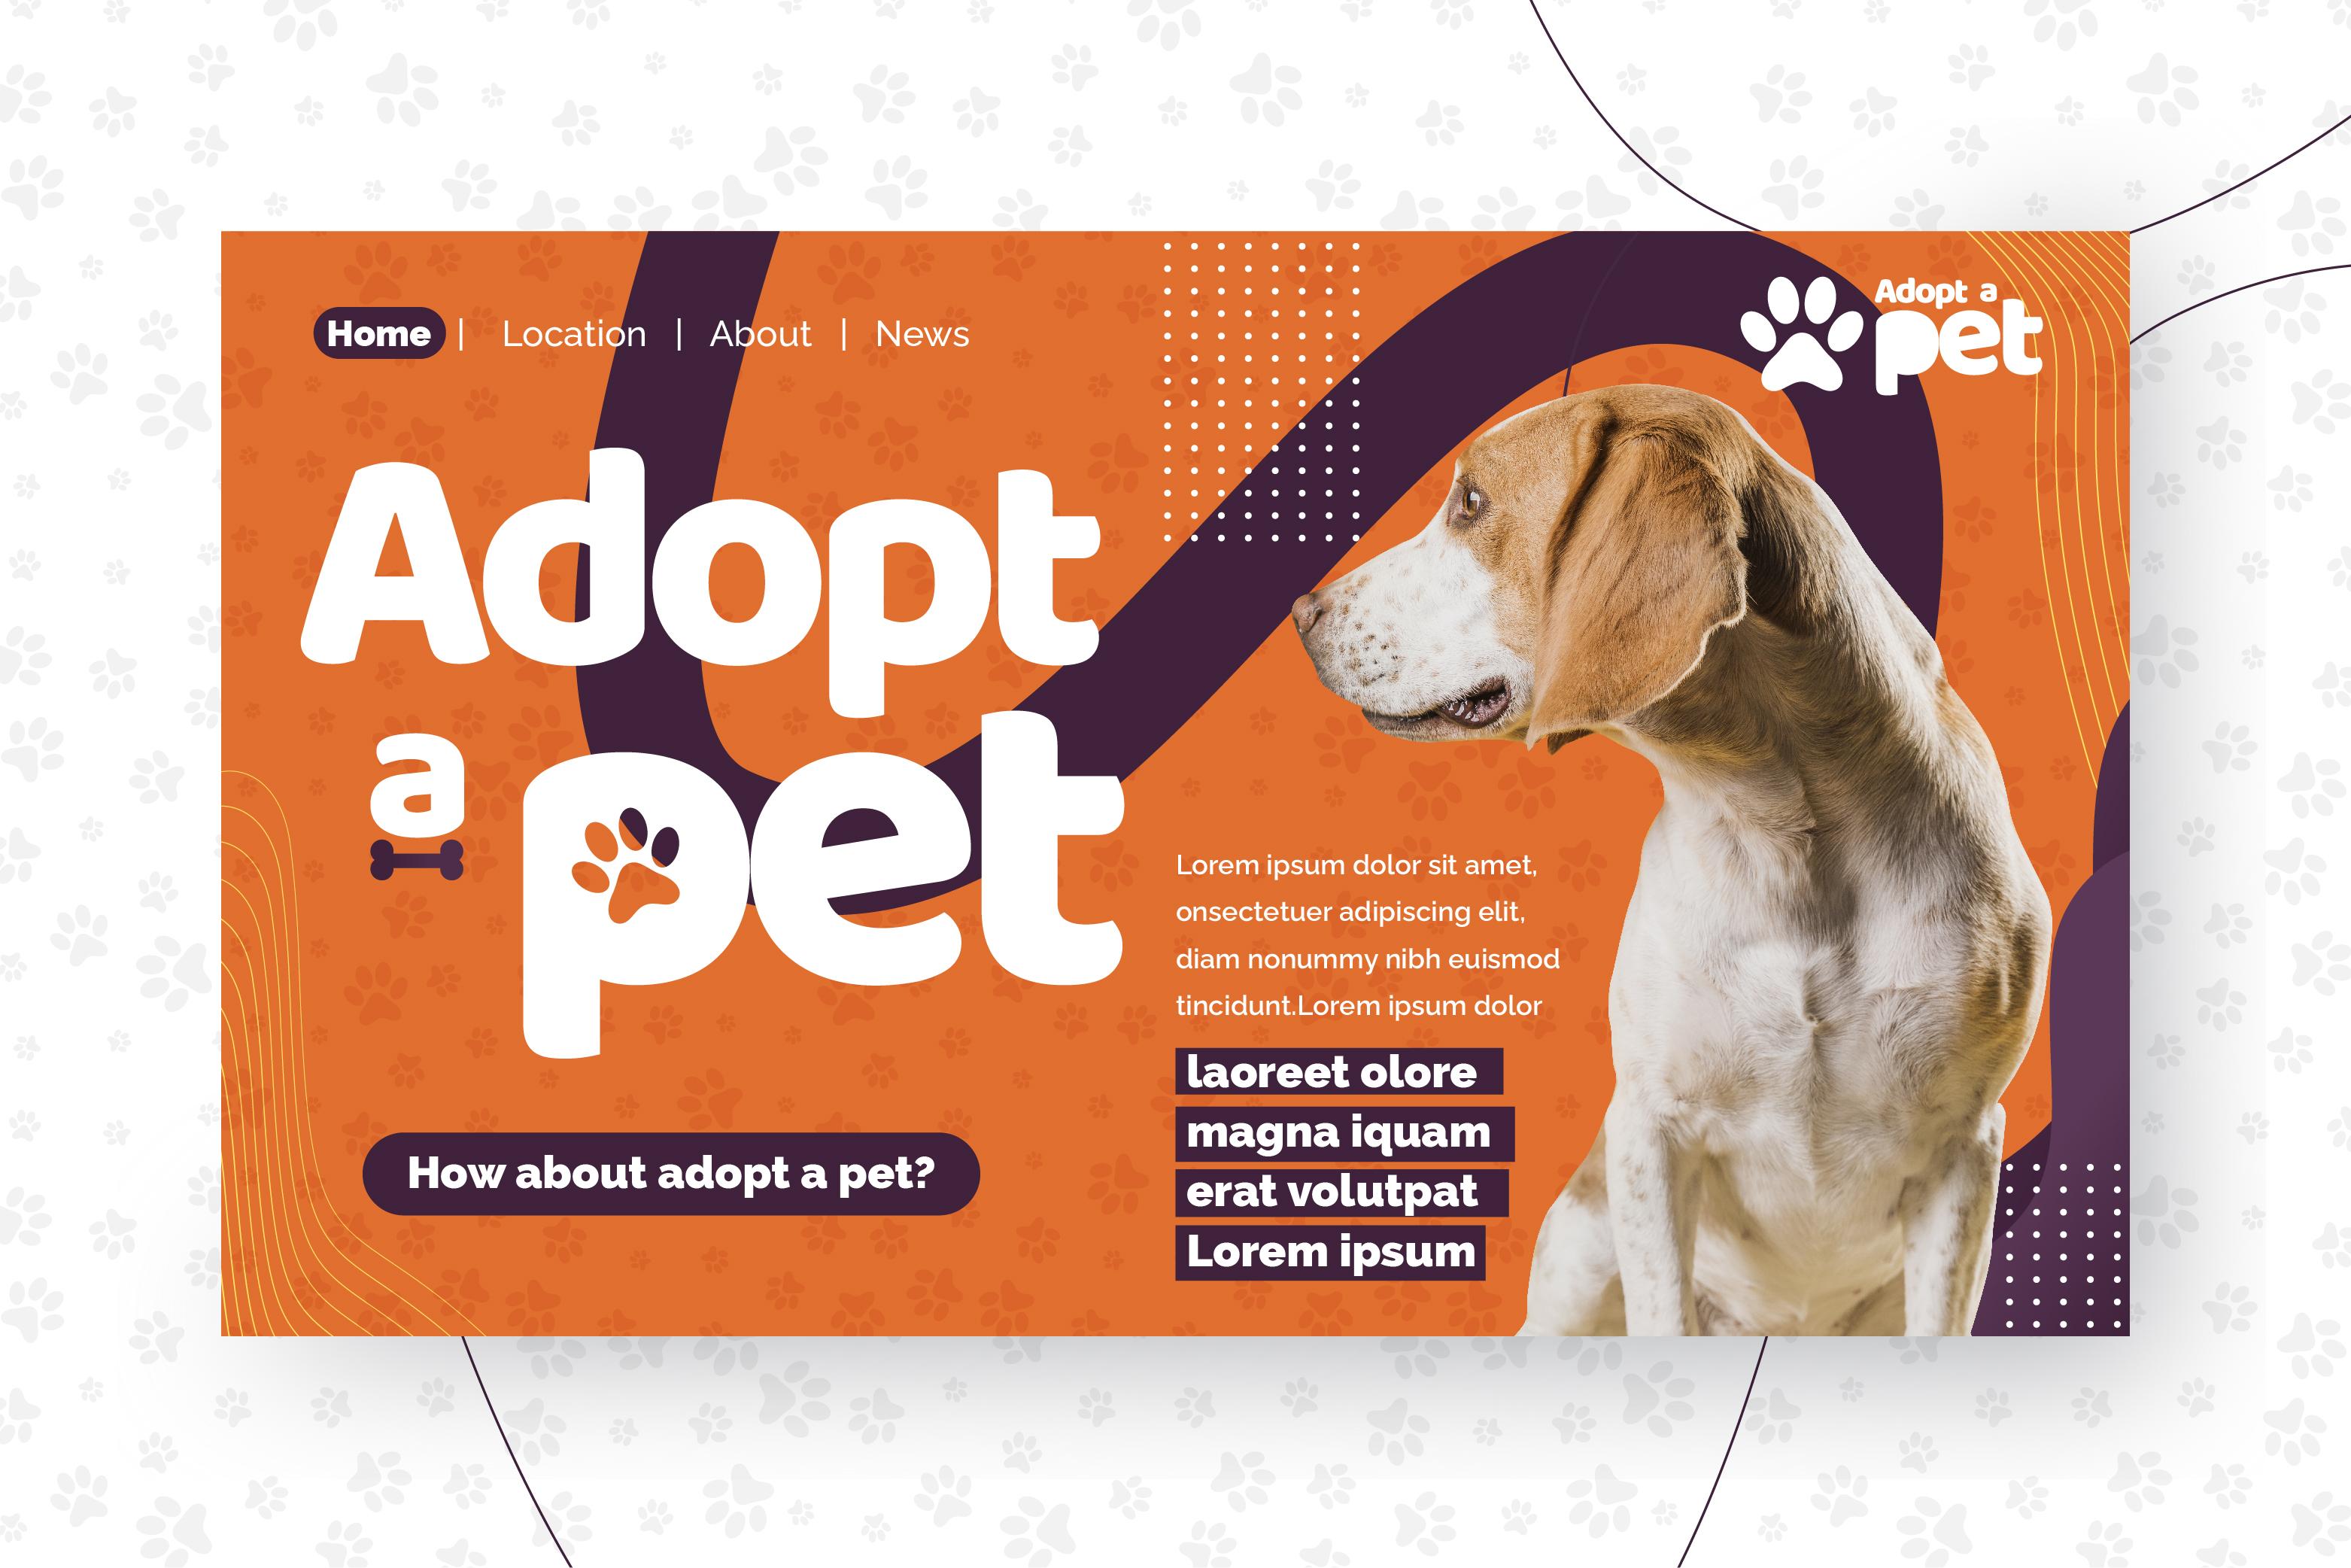 Home | Location | About | News
Adopt a
pet
Adopt
a
pet
How about adopt a pet?
Lorem ipsum dolor sit amet,
onsectetuer adipiscing elit,
diam nonummy nibh euismod
tincidunt.Lorem ipsum dolor
laoreet olore
magna iquam
erat volutpat
Lorem ipsum